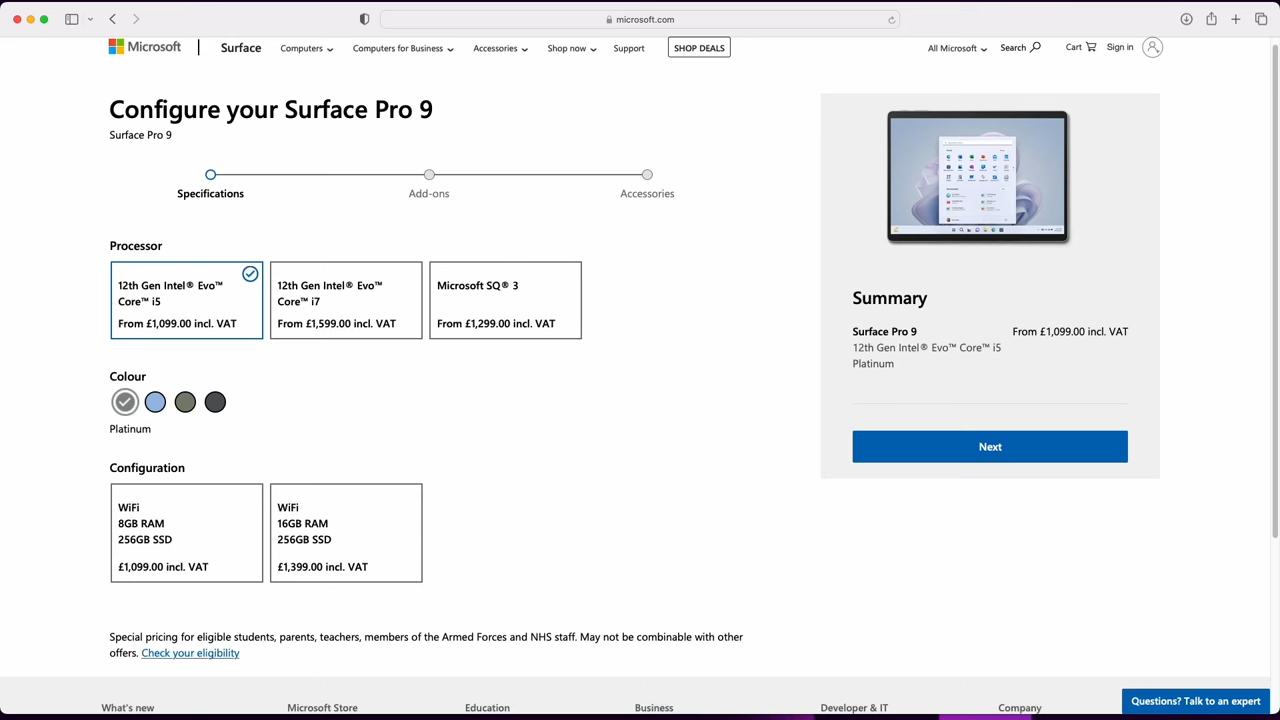 microsoft.com
Microsoft
Surface
Computers
Computers for Business
Accessories
Shop now
Support
SHOP DEALS
All Microsoft
Search
Cart
Sign in
Configure your Surface Pro 9
Surface Pro 9
Specifications
Add-ons
Accessories
Processor
12th Gen Intel® Evo™
Core™ i5
From £1,099.00 incl. VAT
12th Gen Intel® Evo™
Core™ i7
From £1,599.00 incl. VAT
Microsoft SQ® 3
From £1,299.00 incl. VAT
Colour
Platinum
Configuration
WiFi
8GB RAM
256GB SSD
£1,099.00 incl. VAT
WiFi
16GB RAM
256GB SSD
£1,399.00 incl. VAT
Special pricing for eligible students, parents, teachers, members of the Armed Forces and NHS staff. May not be combinable with other
offers. Check your eligibility
Summary
Surface Pro 9
From £1,099.00 incl. VAT
12th Gen Intel® Evo™ Core™ i5
Platinum
Next
Questions? Talk to an expert
What's new
Microsoft Store
Education
Business
Developer & IT
Company